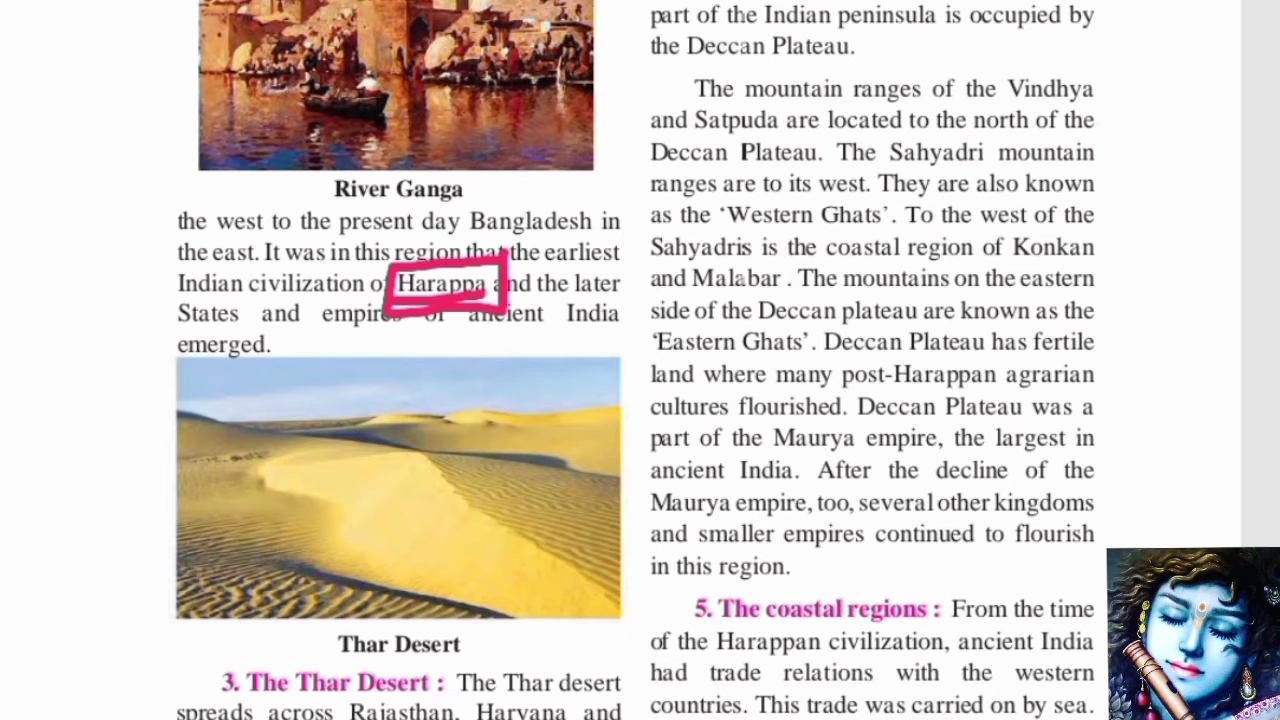 River Ganga
the west to the present day Bangladesh in
the east. It was in this region that the earliest
Indian civilization of Harappa and the later
States and empires of ancient India
emerged.
Thar Desert
3. The Thar Desert : The Thar desert
spreads across Rajasthan, Haryana and
part of the Indian peninsula is occupied by
the Deccan Plateau.
The mountain ranges of the Vindhya
and Satpuda are located to the north of the
Deccan Plateau. The Sahyadri mountain
ranges are to its west. They are also known
as the ‘Western Ghats’. To the west of the
Sahyadris is the coastal region of Konkan
and Malabar . The mountains on the eastern
side of the Deccan plateau are known as the
‘Eastern Ghats’. Deccan Plateau has fertile
land where many post-Harappan agrarian
cultures flourished. Deccan Plateau was a
part of the Maurya empire, the largest in
ancient India. After the decline of the
Maurya empire, too, several other kingdoms
and smaller empires continued to flourish
in this region.
5. The coastal regions : From the time
of the Harappan civilization, ancient India
had trade relations with the western
countries. This trade was carried on by sea.